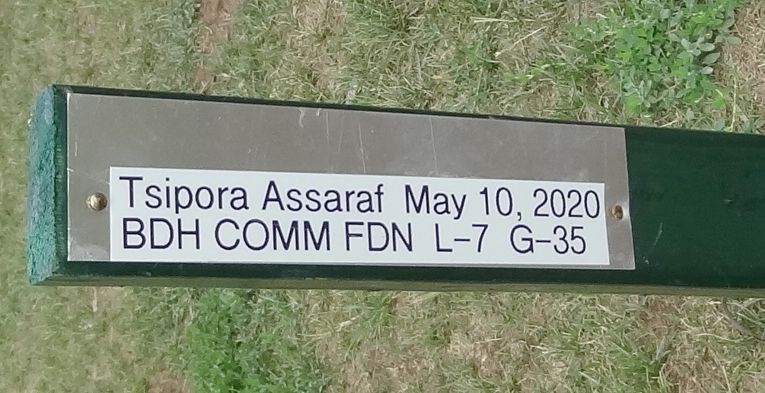 Tsipora Assaraf May 10, 2020
BDH COMM FDN L-7 G-35